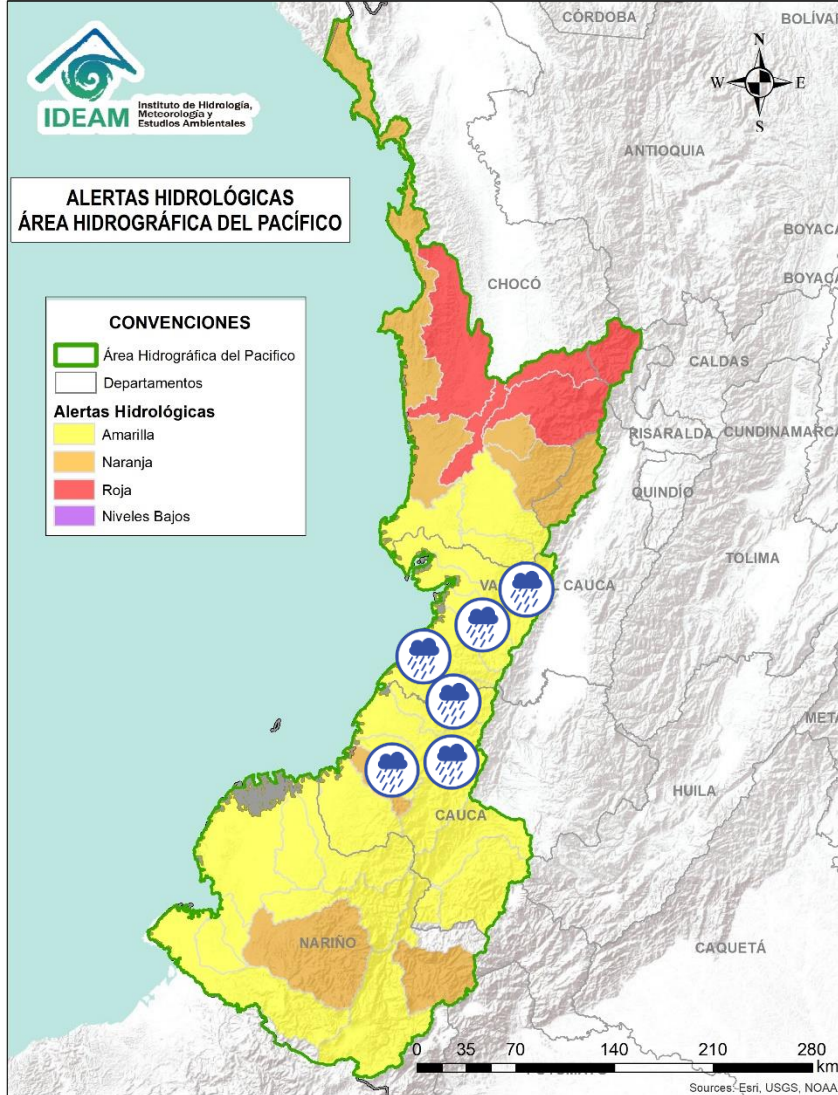 CÓRDOBA
BOLÍVA
N
W
E
S
IDEAM
Instituto de Hidrología,
Meteorología y
Estudios Ambientales
ANTIOQUIA
ALERTAS HIDROLÓGICAS
ÁREA HIDROGRÁFICA DEL PACÍFICO
BOYACÁ
BOYACÁ
CHOCÓ
CONVENCIONES
Área Hidrográfica del Pacifico
Departamentos
Alertas Hidrológicas
Amarilla
Naranja
Roja
Niveles Bajos
CALDAS
RISARALDA
CUNDINAMARCA
QUINDÍO
TOLIMA
VA
CAUCA
META
HUILA
CAUCA
NARIÑO
CAQUETÁ
0 35 70 140 210 280
km
Sources: Esri, USGS, NOAA